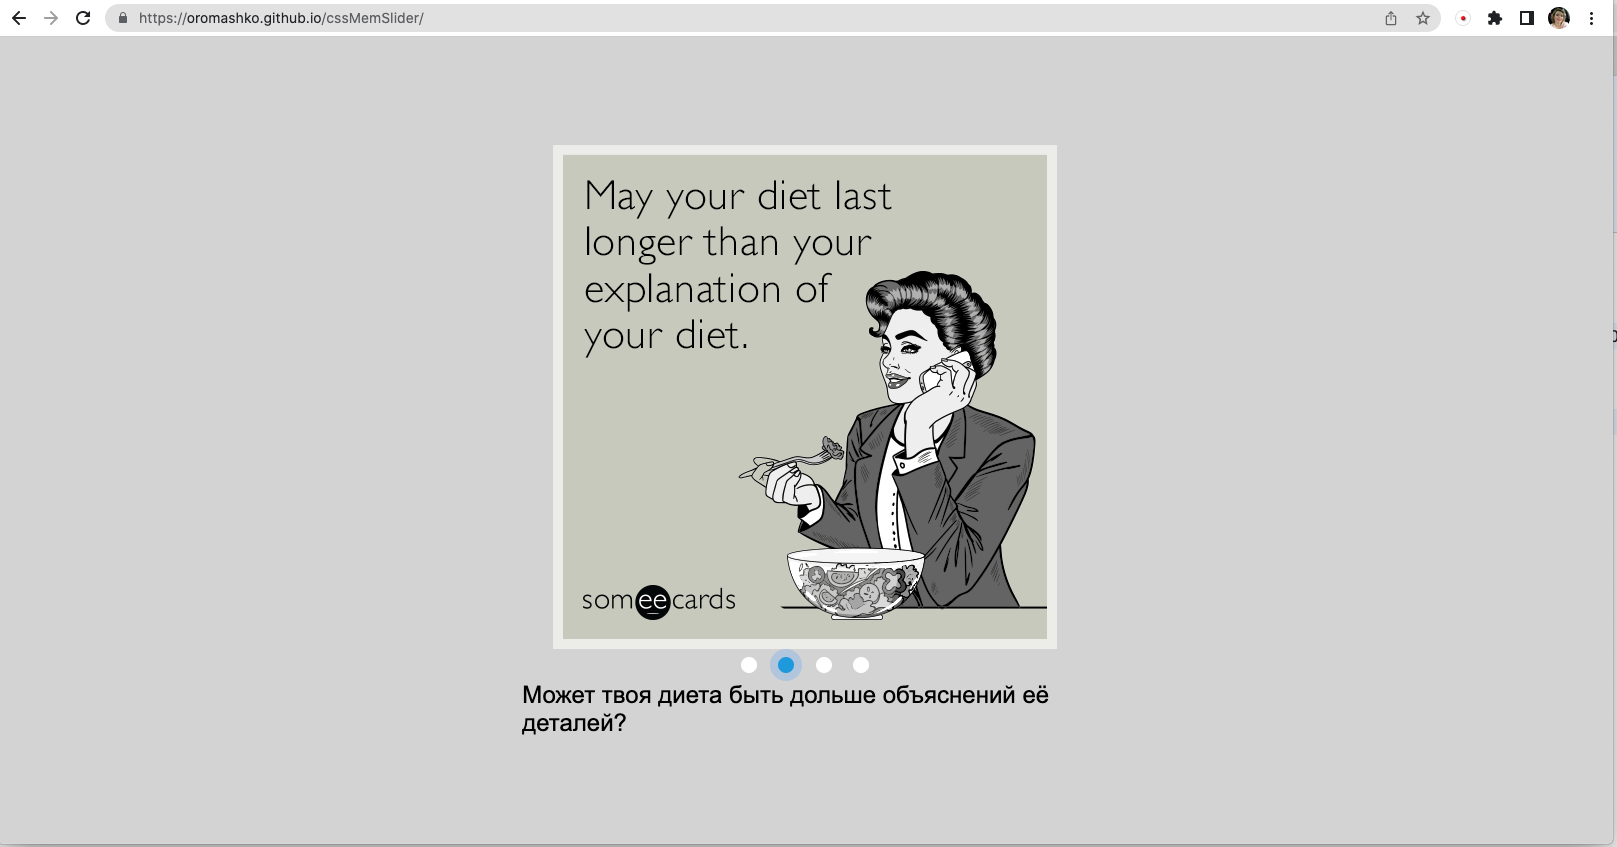 https://oromashko.github.io/cssMemSlider/
May your diet last
longer than your
explanation of
your diet.
someecards
Может твоя диета быть дольше объяснений её
деталей?